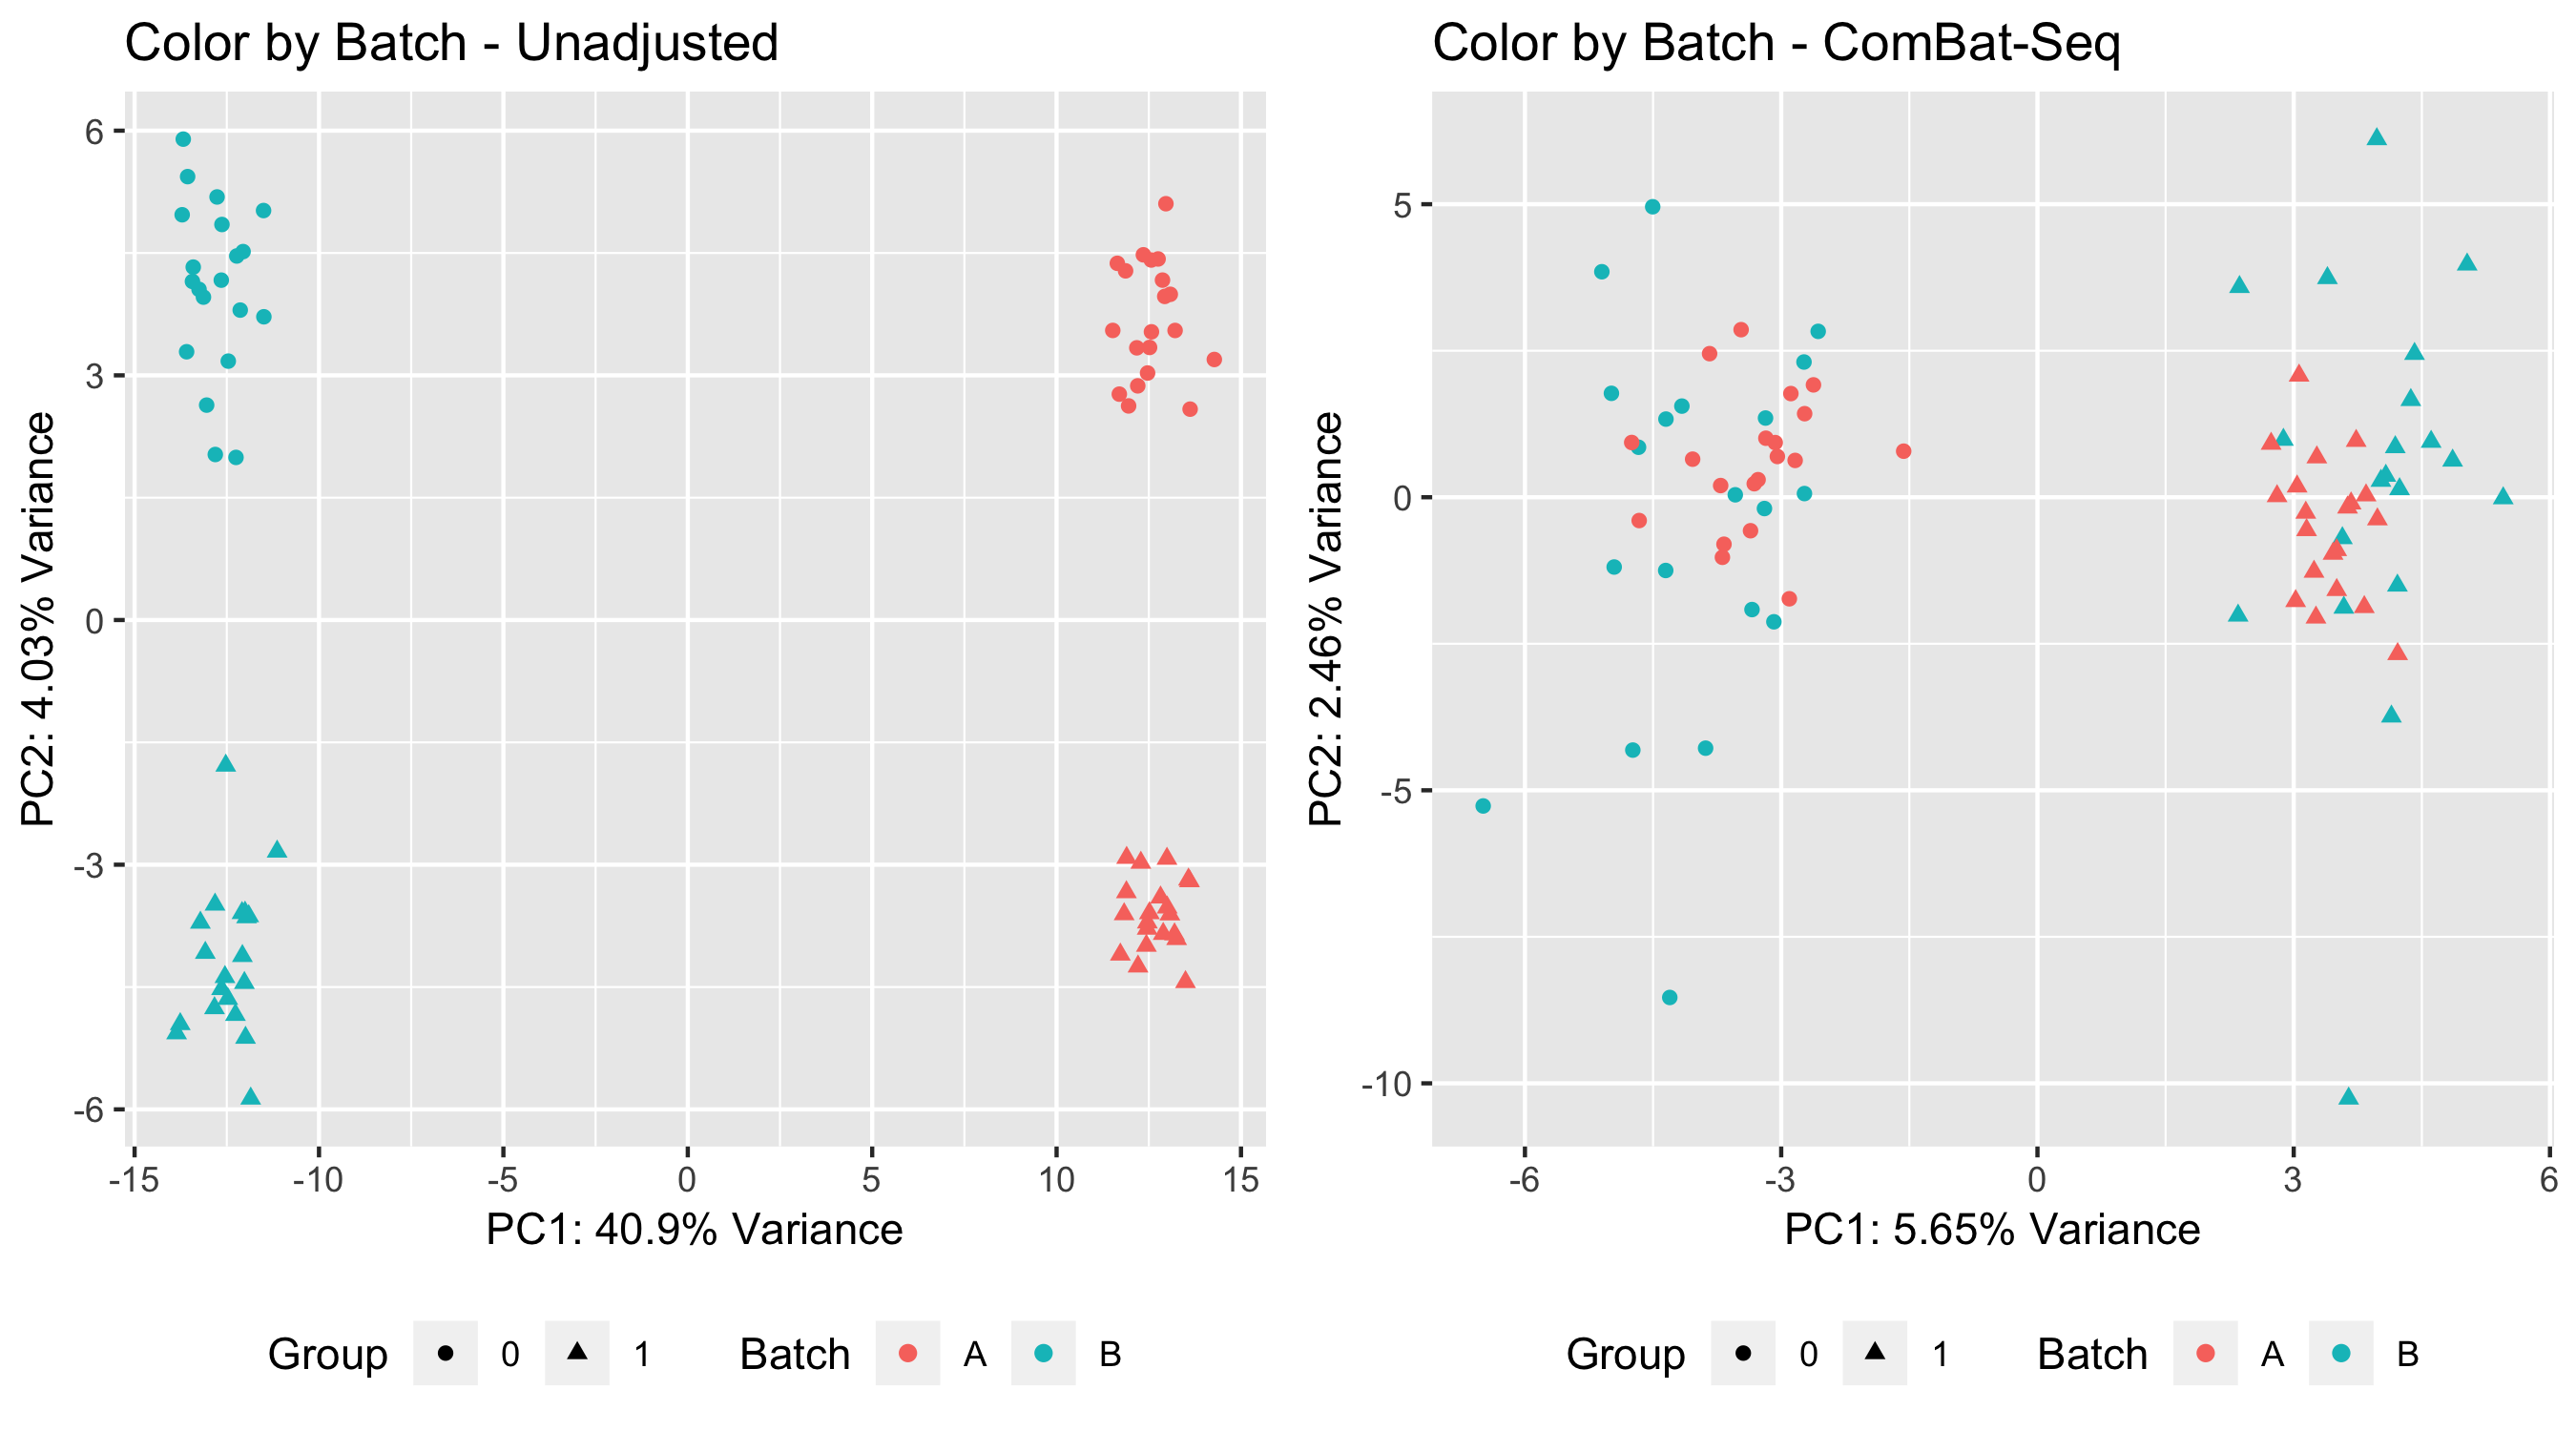 Color by Batch - Unadjusted
6
3
0
-3
-6
PC2: 4.03% Variance
-15 -10 -5 0 5 10 15
PC1: 40.9% Variance
Group 0 1 Batch A B
Color by Batch - ComBat-Seq
5
0
-5
-10
PC2: 2.46% Variance
-6 -3 0 3 6
PC1: 5.65% Variance
Group 0 1 Batch A B